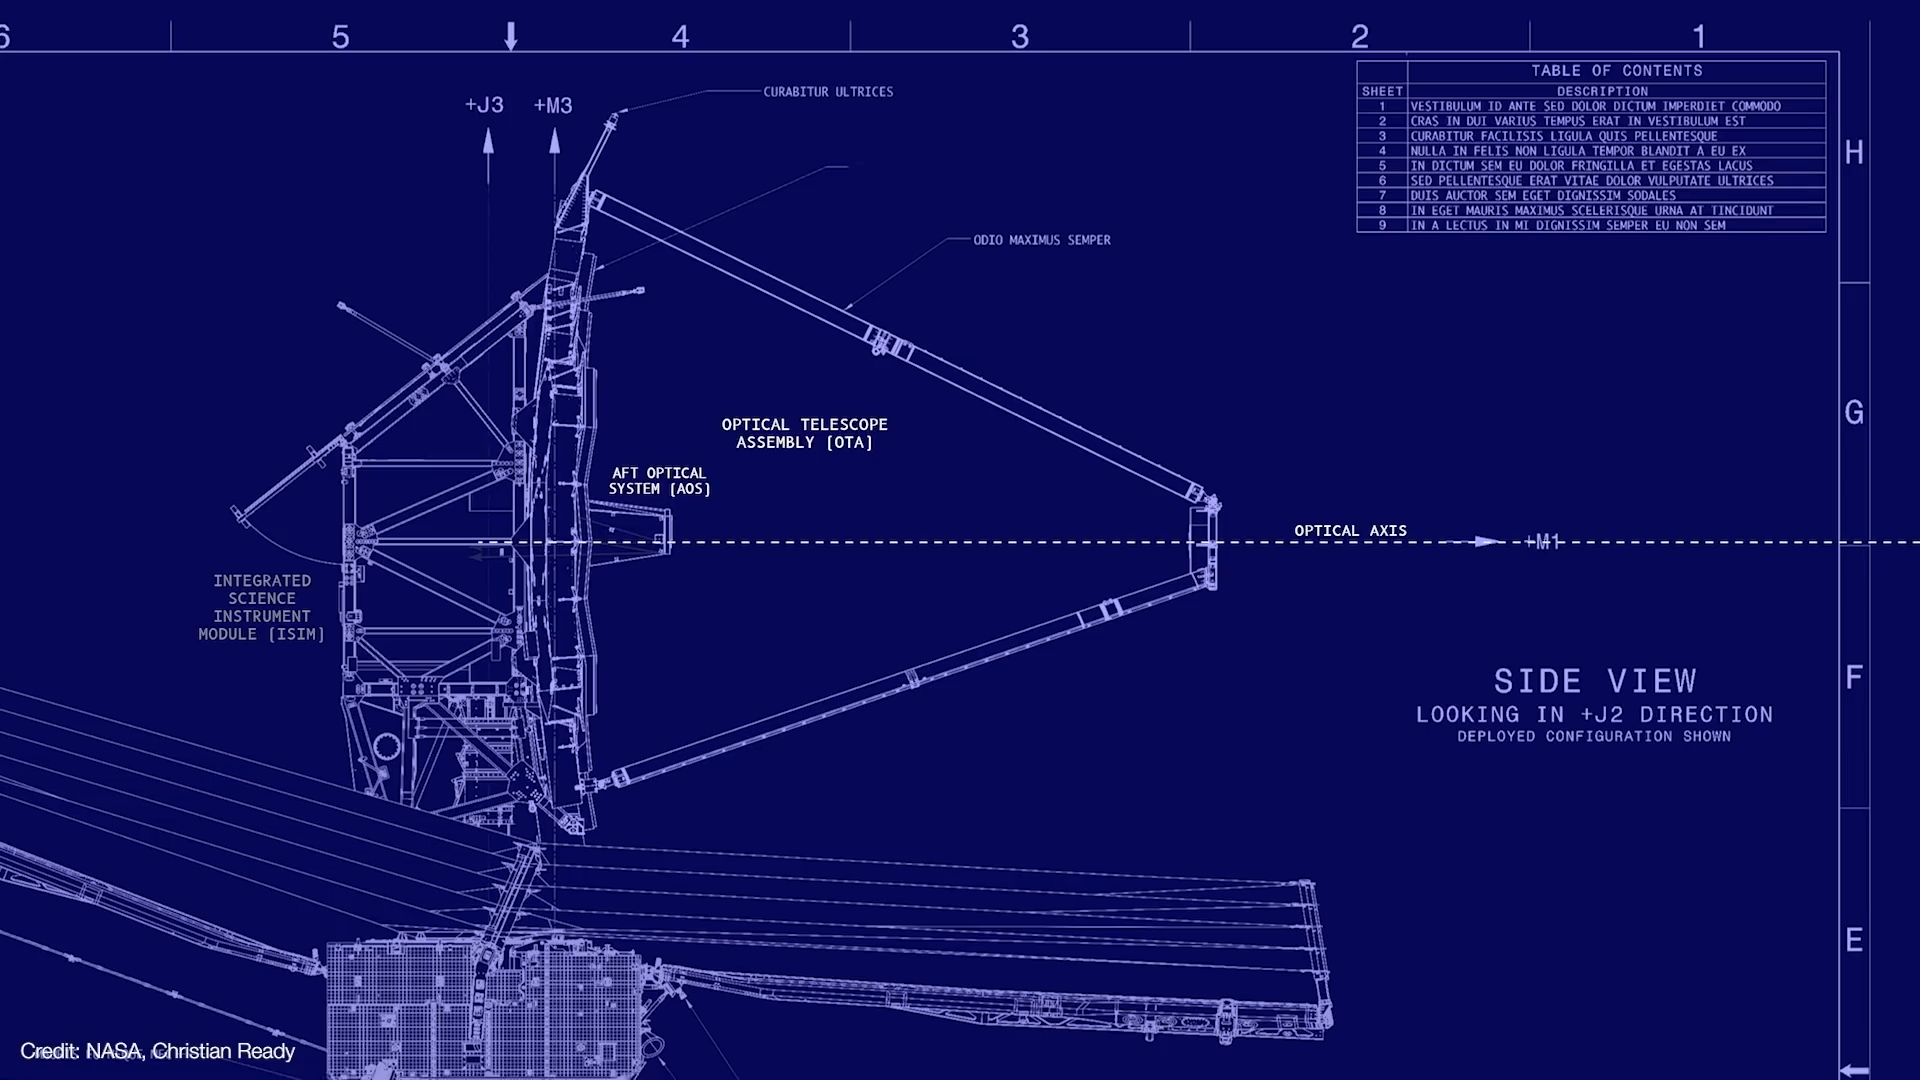 5
4
3
2
1
TABLE OF CONTENTS
SHEET DESCRIPTION
1 VESTIBULUM ID ANTE SED DOLOR DICTUM IMPERDIET COMMODO
2 CRAS IN DUI VARIUS TEMPUS ERAT IN VESTIBULUM EST
3 CURABITUR FACILISIS LIGULA QUIS PELLENTESQUE
4 NULLA IN FELIS NON LIGULA TEMPOR BLANDIT A EU EX
5 IN DICTUM SEM EU DOLOR FRINGILLA ET EGESTAS LACUS
6 SED PELLENTESQUE ERAT VITAE DOLOR VULPUTATE ULTRICES
7 DUIS AUCTOR SEM EGET DIGNISSIM SODALES
8 IN EGET MAURIS MAXIMUS SCELERISQUE URNA AT TINCIDUNT
9 IN A LECTUS IN MI DIGNISSIM SEMPER EU NON SEM
+J3
+M3
CURABITUR ULTRICES
H
ODIO MAXIMUS SEMPER
G
OPTICAL TELESCOPE
ASSEMBLY [OTA]
AFT OPTICAL
SYSTEM [AOS]
OPTICAL AXIS
+M1
INTEGRATED
SCIENCE
INSTRUMENT
MODULE [ISIM]
SIDE VIEW
LOOKING IN +J2 DIRECTION
DEPLOYED CONFIGURATION SHOWN
F
E
Credit: NASA, Christian Ready